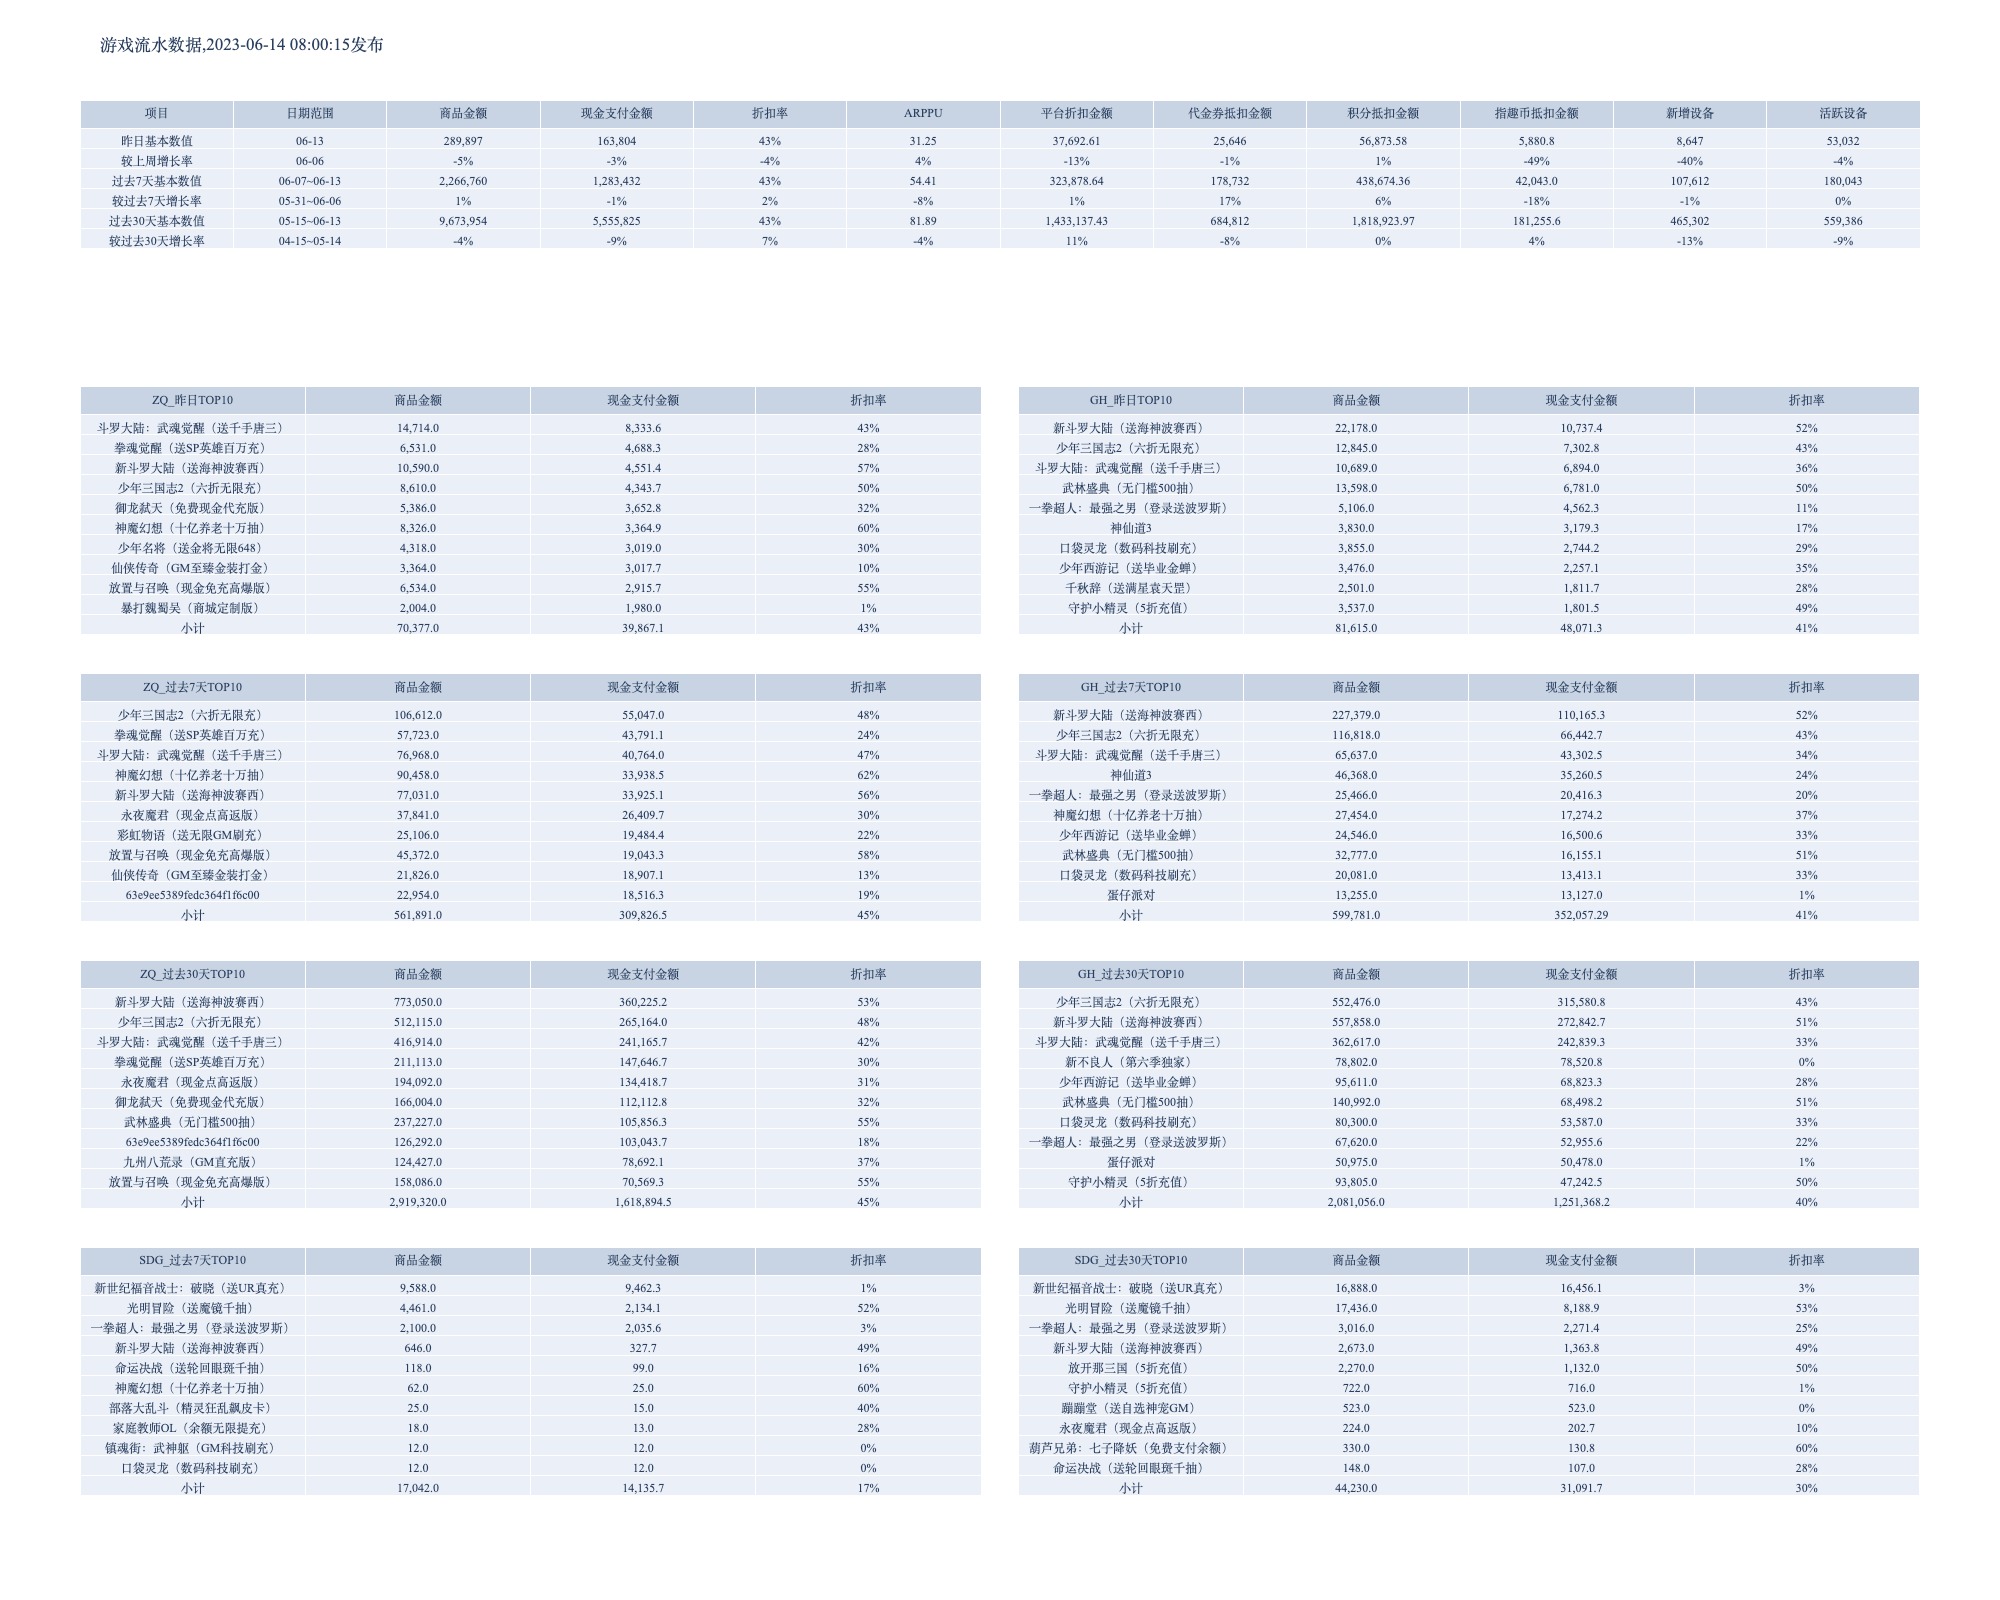 游戏流水数据,2023-06-14 08:00:15发布
项目 日期范围 商品金额 现金支付金额 折扣率 ARPPU 平台折扣金额 代金券抵扣金额 积分抵扣金额 指趣币抵扣金额 新增设备 活跃设备
昨日基本数值 06-13 289,897 163,804 43% 31.25 37,692.61 25,646 56,873.58 5,880.8 8,647 53,032
较上周增长率 06-06 -5% -3% -4% 4% -13% -1% 1% -49% -40% -4%
过去7天基本数值 06-07~06-13 2,266,760 1,283,432 43% 54.41 323,878.64 178,732 438,674.36 42,043.0 107,612 180,043
较过去7天增长率 05-31~06-06 1% -1% 2% -8% 1% 17% 6% -18% -1% 0%
过去30天基本数值 05-15~06-13 9,673,954 5,555,825 43% 81.89 1,433,137.43 684,812 1,818,923.97 181,255.6 465,302 559,386
较过去30天增长率 04-15~05-14 -4% -9% 7% -4% 11% -8% 0% 4% -13% -9%
ZQ_昨日TOP10 商品金额 现金支付金额 折扣率
斗罗大陆：武魂觉醒（送千手唐三） 14,714.0 8,333.6 43%
拳魂觉醒（送SP英雄百万充） 6,531.0 4,688.3 28%
新斗罗大陆（送海神波赛西） 10,590.0 4,551.4 57%
少年三国志2（六折无限充） 8,610.0 4,343.7 50%
御龙弑天（免费现金代充版） 5,386.0 3,652.8 32%
神魔幻想（十亿养老十万抽） 8,326.0 3,364.9 60%
少年名将（送金将无限648） 4,318.0 3,019.0 30%
仙侠传奇（GM至臻金装打金） 3,364.0 3,017.7 10%
放置与召唤（现金免充高爆版） 6,534.0 2,915.7 55%
暴打魏蜀吴（商城定制版） 2,004.0 1,980.0 1%
小计 70,377.0 39,867.1 43%
GH_昨日TOP10 商品金额 现金支付金额 折扣率
新斗罗大陆（送海神波赛西） 22,178.0 10,737.4 52%
少年三国志2（六折无限充） 12,845.0 7,302.8 43%
斗罗大陆：武魂觉醒（送千手唐三） 10,689.0 6,894.0 36%
武林盛典（无门槛500抽） 13,598.0 6,781.0 50%
一拳超人：最强之男（登录送波罗斯） 5,106.0 4,562.3 11%
神仙道3 3,830.0 3,179.3 17%
口袋灵龙（数码科技刷充） 3,855.0 2,744.2 29%
少年西游记（送毕业金蝉） 3,476.0 2,257.1 35%
千秋辞（送满星袁天罡） 2,501.0 1,811.7 28%
守护小精灵（5折充值） 3,537.0 1,801.5 49%
小计 81,615.0 48,071.3 41%
ZQ_过去7天TOP10 商品金额 现金支付金额 折扣率
少年三国志2（六折无限充） 106,612.0 55,047.0 48%
拳魂觉醒（送SP英雄百万充） 57,723.0 43,791.1 24%
斗罗大陆：武魂觉醒（送千手唐三） 76,968.0 40,764.0 47%
神魔幻想（十亿养老十万抽） 90,458.0 33,938.5 62%
新斗罗大陆（送海神波赛西） 77,031.0 33,925.1 56%
永夜魔君（现金点高返版） 37,841.0 26,409.7 30%
彩虹物语（送无限GM刷充） 25,106.0 19,484.4 22%
放置与召唤（现金免充高爆版） 45,372.0 19,043.3 58%
仙侠传奇（GM至臻金装打金） 21,826.0 18,907.1 13%
63e9ee5389fedc364f1f6c00 22,954.0 18,516.3 19%
小计 561,891.0 309,826.5 45%
GH_过去7天TOP10 商品金额 现金支付金额 折扣率
新斗罗大陆（送海神波赛西） 227,379.0 110,165.3 52%
少年三国志2（六折无限充） 116,818.0 66,442.7 43%
斗罗大陆：武魂觉醒（送千手唐三） 65,637.0 43,302.5 34%
神仙道3 46,368.0 35,260.5 24%
一拳超人：最强之男（登录送波罗斯） 25,466.0 20,416.3 20%
神魔幻想（十亿养老十万抽） 27,454.0 17,274.2 37%
少年西游记（送毕业金蝉） 24,546.0 16,500.6 33%
武林盛典（无门槛500抽） 32,777.0 16,155.1 51%
口袋灵龙（数码科技刷充） 20,081.0 13,413.1 33%
蛋仔派对 13,255.0 13,127.0 1%
小计 599,781.0 352,057.29 41%
ZQ_过去30天TOP10 商品金额 现金支付金额 折扣率
新斗罗大陆（送海神波赛西） 773,050.0 360,225.2 53%
少年三国志2（六折无限充） 512,115.0 265,164.0 48%
斗罗大陆：武魂觉醒（送千手唐三） 416,914.0 241,165.7 42%
拳魂觉醒（送SP英雄百万充） 211,113.0 147,646.7 30%
永夜魔君（现金点高返版） 194,092.0 134,418.7 31%
御龙弑天（免费现金代充版） 166,004.0 112,112.8 32%
武林盛典（无门槛500抽） 237,227.0 105,856.3 55%
63e9ee5389fedc364f1f6c00 126,292.0 103,043.7 18%
九州八荒录（GM直充版） 124,427.0 78,692.1 37%
放置与召唤（现金免充高爆版） 158,086.0 70,569.3 55%
小计 2,919,320.0 1,618,894.5 45%
GH_过去30天TOP10 商品金额 现金支付金额 折扣率
少年三国志2（六折无限充） 552,476.0 315,580.8 43%
新斗罗大陆（送海神波赛西） 557,858.0 272,842.7 51%
斗罗大陆：武魂觉醒（送千手唐三） 362,617.0 242,839.3 33%
新不良人（第六季独家） 78,802.0 78,520.8 0%
少年西游记（送毕业金蝉） 95,611.0 68,823.3 28%
武林盛典（无门槛500抽） 140,992.0 68,498.2 51%
口袋灵龙（数码科技刷充） 80,300.0 53,587.0 33%
一拳超人：最强之男（登录送波罗斯） 67,620.0 52,955.6 22%
蛋仔派对 50,975.0 50,478.0 1%
守护小精灵（5折充值） 93,805.0 47,242.5 50%
小计 2,081,056.0 1,251,368.2 40%
SDG_过去7天TOP10 商品金额 现金支付金额 折扣率
新世纪福音战士：破晓（送UR真充） 9,588.0 9,462.3 1%
光明冒险（送魔镜千抽） 4,461.0 2,134.1 52%
一拳超人：最强之男（登录送波罗斯） 2,100.0 2,035.6 3%
新斗罗大陆（送海神波赛西） 646.0 327.7 49%
命运决战（送轮回眼斑千抽） 118.0 99.0 16%
神魔幻想（十亿养老十万抽） 62.0 25.0 60%
部落大乱斗（精灵狂乱飙皮卡） 25.0 15.0 40%
家庭教师OL（余额无限提充） 18.0 13.0 28%
镇魂街：武神躯（GM科技刷充） 12.0 12.0 0%
口袋灵龙（数码科技刷充） 12.0 12.0 0%
小计 17,042.0 14,135.7 17%
SDG_过去30天TOP10 商品金额 现金支付金额 折扣率
新世纪福音战士：破晓（送UR真充） 16,888.0 16,456.1 3%
光明冒险（送魔镜千抽） 17,436.0 8,188.9 53%
一拳超人：最强之男（登录送波罗斯） 3,016.0 2,271.4 25%
新斗罗大陆（送海神波赛西） 2,673.0 1,363.8 49%
放开那三国（5折充值） 2,270.0 1,132.0 50%
守护小精灵（5折充值） 722.0 716.0 1%
蹦蹦堂（送自选神宠GM） 523.0 523.0 0%
永夜魔君（现金点高返版） 224.0 202.7 10%
葫芦兄弟：七子降妖（免费支付余额） 330.0 130.8 60%
命运决战（送轮回眼斑千抽） 148.0 107.0 28%
小计 44,230.0 31,091.7 30%